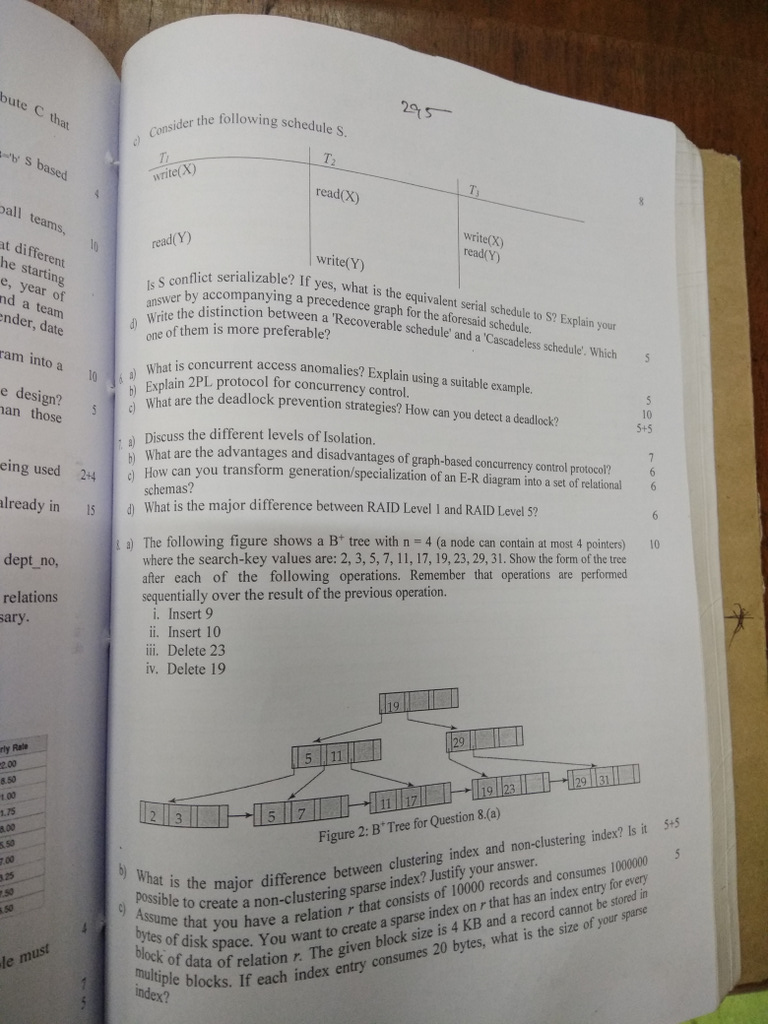 bute C that
='b' S based
4
ball teams,
10
at different
he starting
e, year of
nd a team
ender, date
ram into a
10
e design?
5
han those
eing used
2+4
already in
15
dept_no,
relations
sary.
rly Rate
2.00
8.50
1.00
1.75
8.00
5.50
7.00
3.25
7.50
5.50
4
le must
7
5
295
c) Consider the following schedule S.
8
T1 T2 T3
write(X)
read(X)
write(X)
read(Y) read(Y)
write(Y)
Is S conflict serializable? If yes, what is the equivalent serial schedule to S? Explain your
answer by accompanying a precedence graph for the aforesaid schedule.
d) Write the distinction between a 'Recoverable schedule' and a 'Cascadeless schedule'. Which 5
one of them is more preferable?
6. a) What is concurrent access anomalies? Explain using a suitable example. 5
b) Explain 2PL protocol for concurrency control. 10
c) What are the deadlock prevention strategies? How can you detect a deadlock? 5+5
7. a) Discuss the different levels of Isolation. 7
b) What are the advantages and disadvantages of graph-based concurrency control protocol? 6
c) How can you transform generation/specialization of an E-R diagram into a set of relational 6
schemas?
d) What is the major difference between RAID Level 1 and RAID Level 5? 6
8. a) The following figure shows a B+ tree with n = 4 (a node can contain at most 4 pointers) 10
where the search-key values are: 2, 3, 5, 7, 11, 17, 19, 23, 29, 31. Show the form of the tree
after each of the following operations. Remember that operations are performed
sequentially over the result of the previous operation.
i. Insert 9
ii. Insert 10
iii. Delete 23
iv. Delete 19
19
5 11 29
2 3 5 7 11 17 19 23 29 31
Figure 2: B+ Tree for Question 8.(a)
b) What is the major difference between clustering index and non-clustering index? Is it 5+5
possible to create a non-clustering sparse index? Justify your answer.
c) Assume that you have a relation r that consists of 10000 records and consumes 1000000 5
bytes of disk space. You want to create a sparse index on r that has an index entry for every
block of data of relation r. The given block size is 4 KB and a record cannot be stored in
multiple blocks. If each index entry consumes 20 bytes, what is the size of your sparse
index?